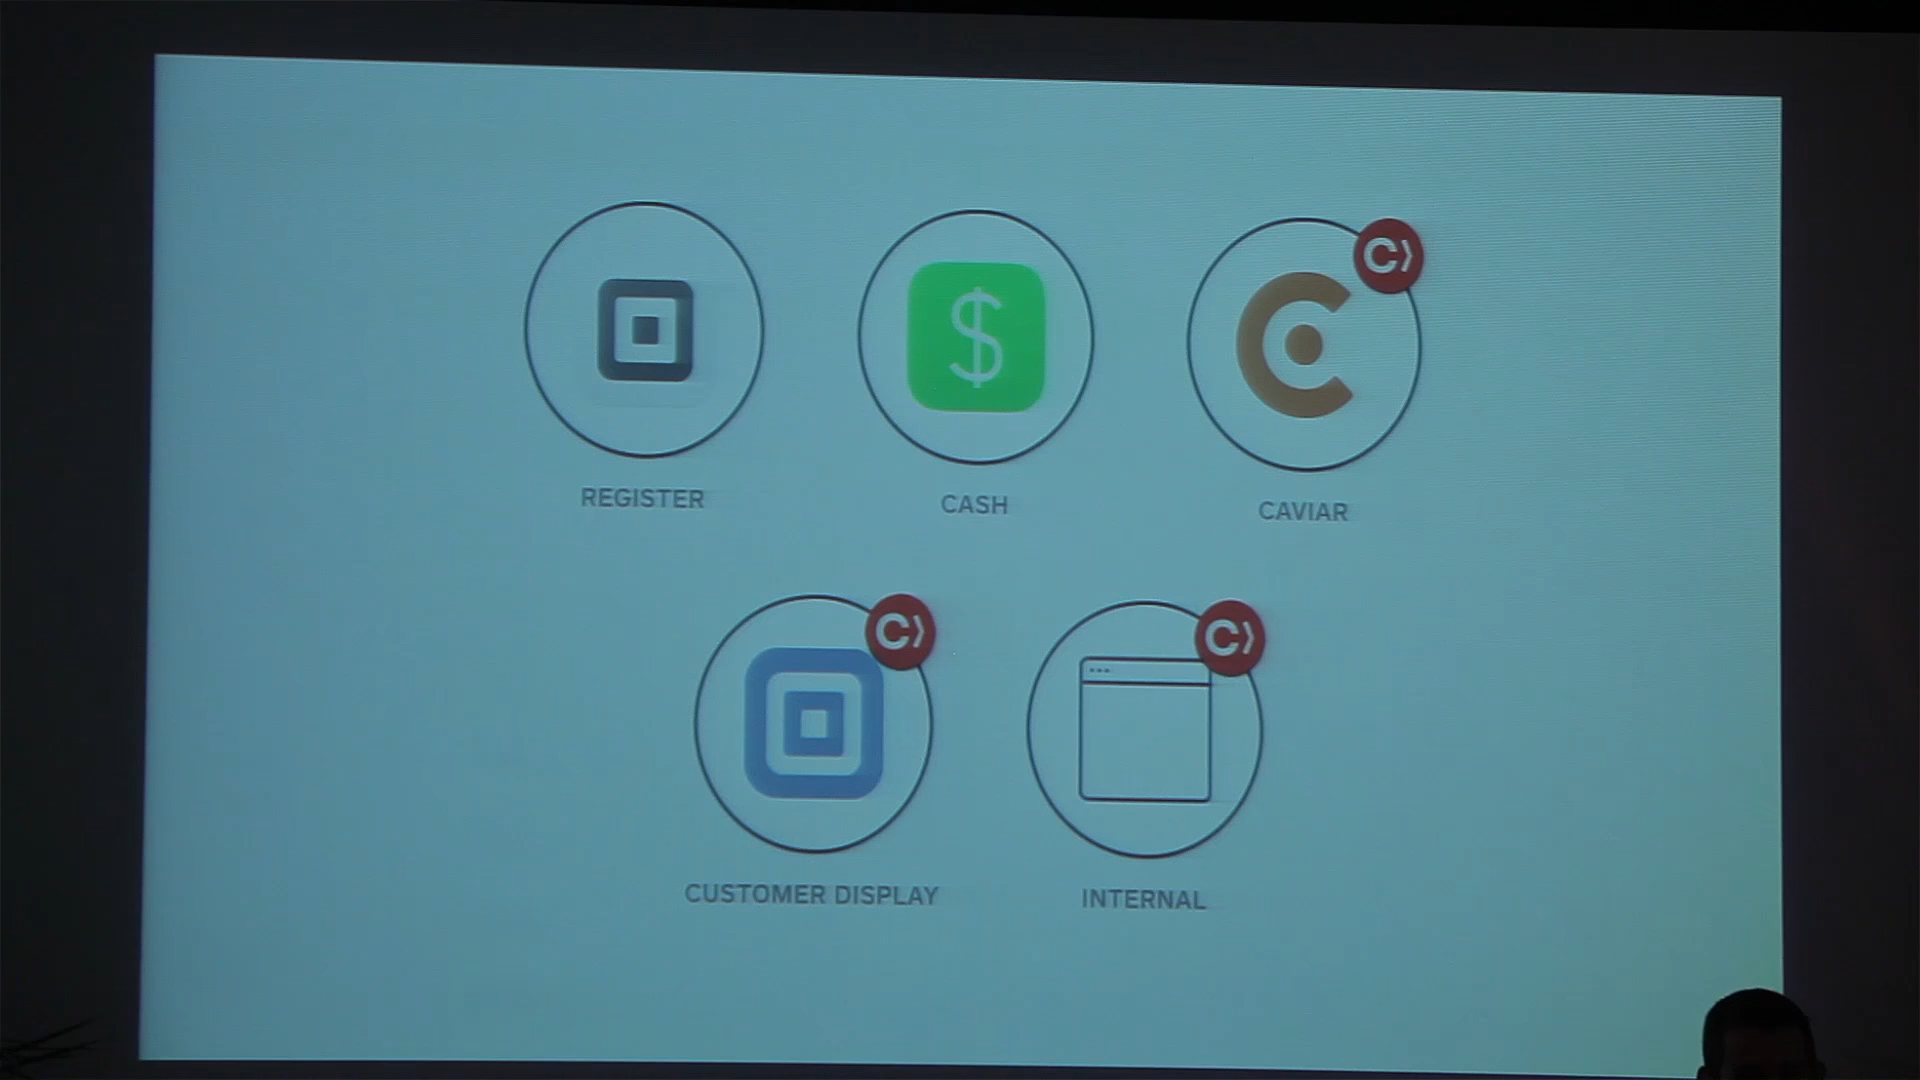 $
C
REGISTER
CASH
CAVIAR
C
C
CUSTOMER DISPLAY
INTERNAL